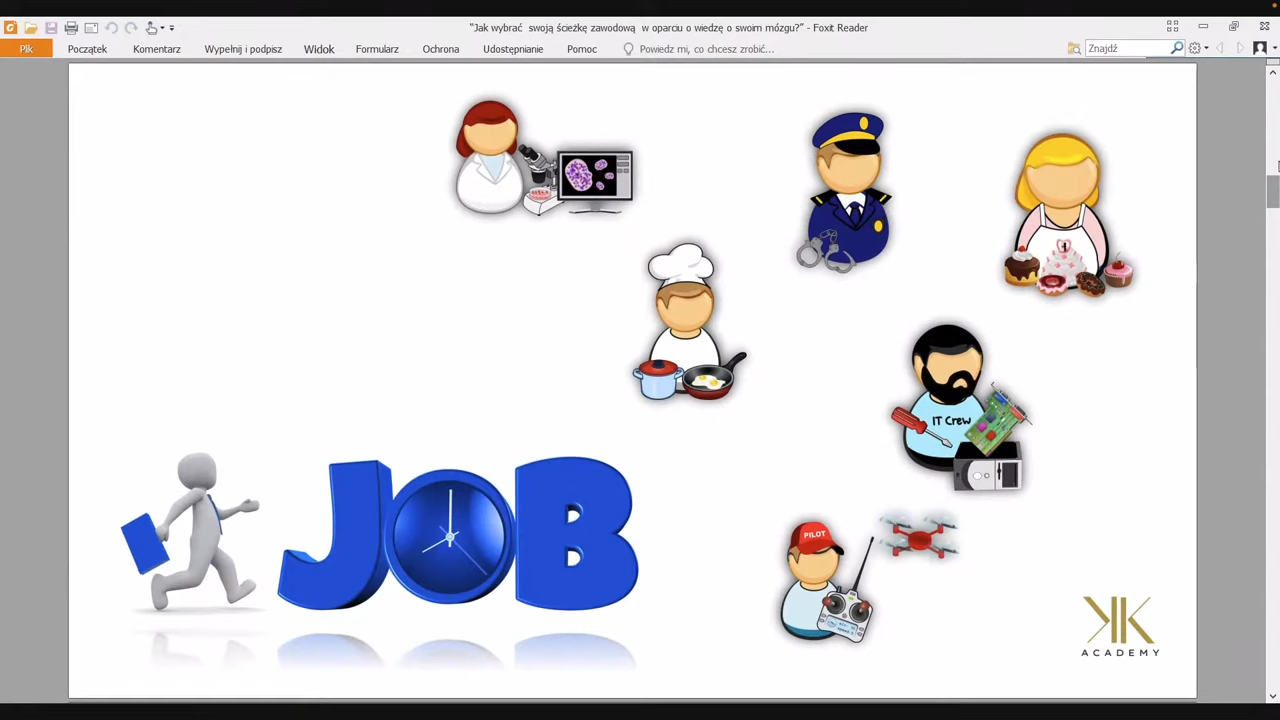 “Jak wybrać swoją ścieżkę zawodową w oparciu o wiedzę o swoim mózgu?” - Foxit Reader
Plik Początek Komentarz Wypełnij i podpisz Widok Formularz Ochrona Udostępnianie Pomoc Powiedz mi, co chcesz zrobić... Znajdź
IT Crew
JOB
PILOT
KK
ACADEMY